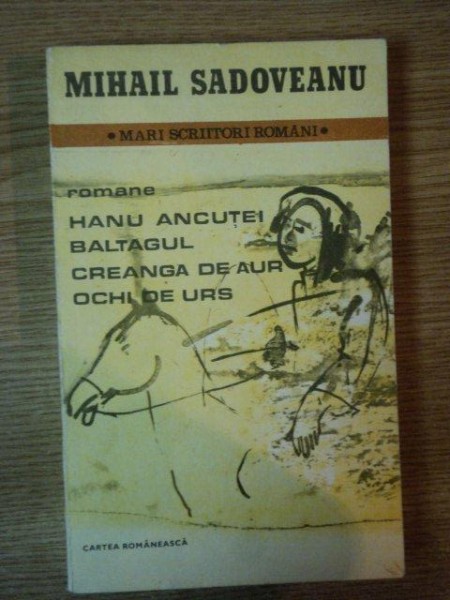 MIHAIL SADOVEANU
• MARI SCRIITORI ROMÂNI •
romane
HANU ANCUȚEI
BALTAGUL
CREANGA DE AUR
OCHI DE URS
CARTEA ROMÂNEASCĂ